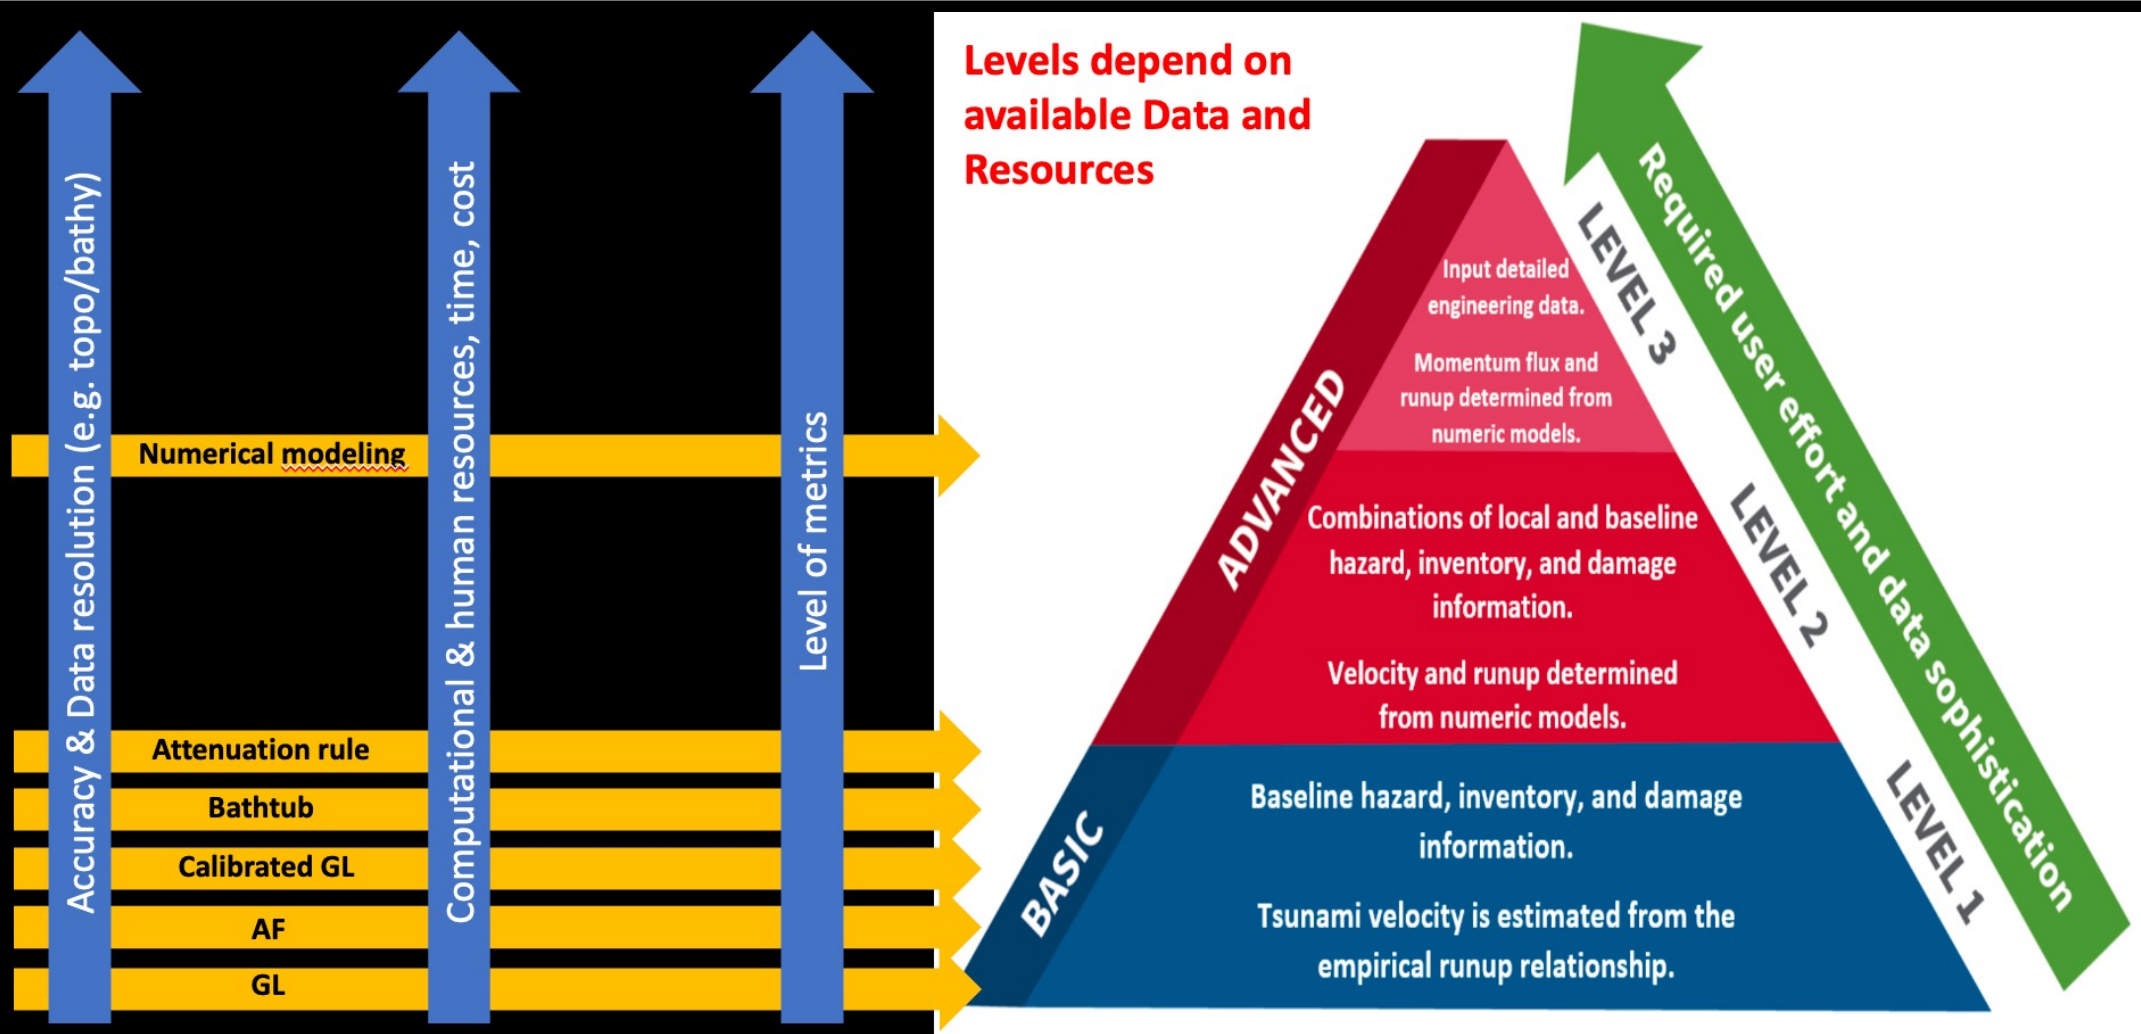 Accuracy & Data resolution (e.g. topo/bathy)
Computational & human resources, time, cost
Level of metrics
Numerical modeling
Attenuation rule
Bathtub
Calibrated GL
AF
GL
Levels depend on
available Data and
Resources
ADVANCED
BASIC
Input detailed
engineering data.
Momentum flux and
runup determined from
numeric models.
Combinations of local and baseline
hazard, inventory, and damage
information.
Velocity and runup determined
from numeric models.
Baseline hazard, inventory, and damage
information.
Tsunami velocity is estimated from the
empirical runup relationship.
LEVEL 3
LEVEL 2
LEVEL 1
Required user effort and data sophistication